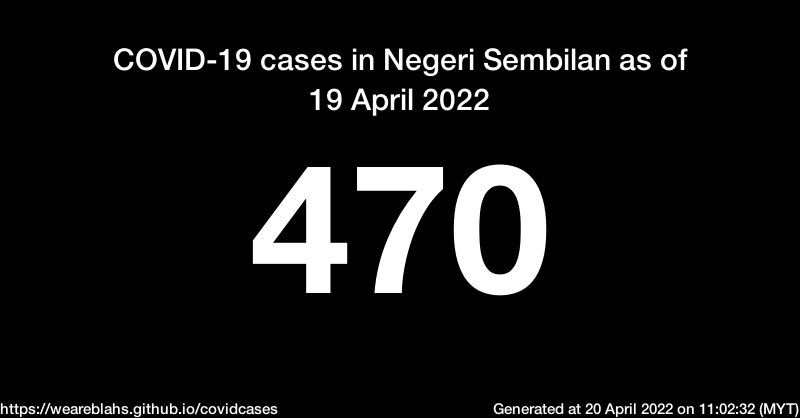 COVID-19 cases in Negeri Sembilan as of
19 April 2022
470
https://weareblahs.github.io/covidcases
Generated at 20 April 2022 on 11:02:32 (MYT)